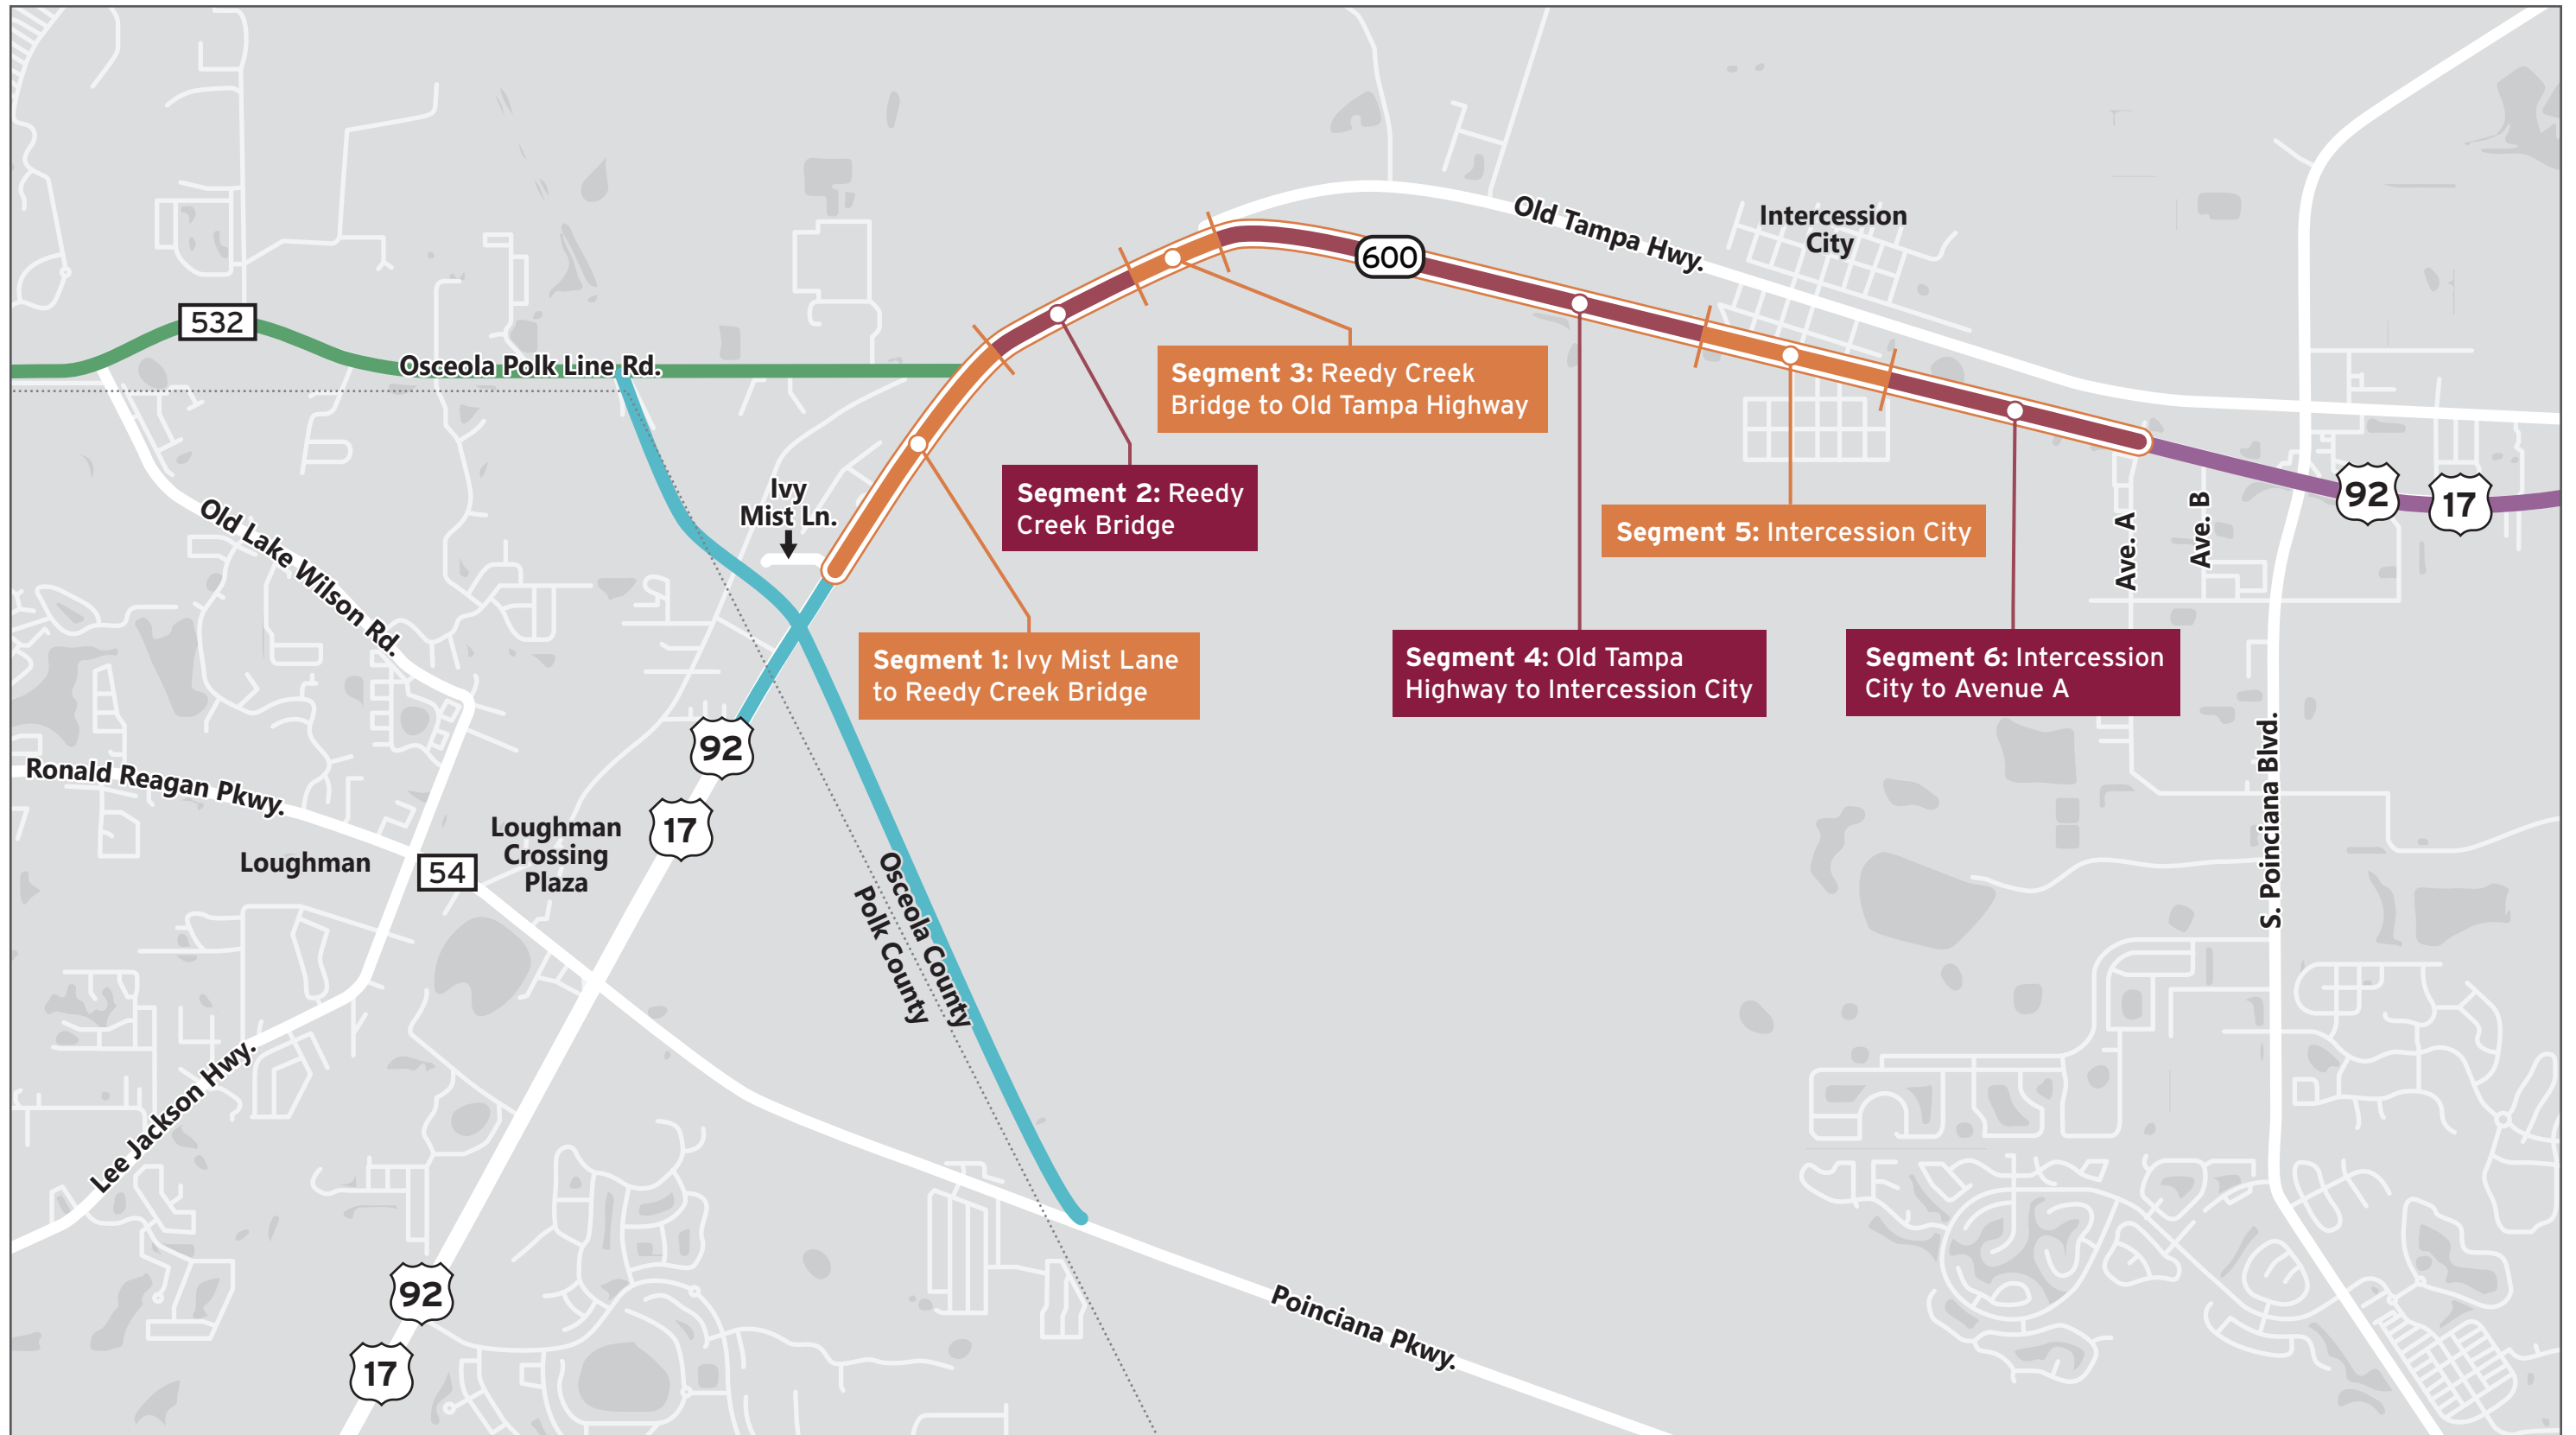 Old Tampa Hwy.
Intercession
City
600
532
Osceola Polk Line Rd.
Segment 3: Reedy Creek
Bridge to Old Tampa Highway
Segment 2: Reedy
Creek Bridge
Segment 5: Intercession City
92
17
Ave. A
Ave. B
Ivy
Mist Ln.
Old Lake Wilson Rd.
Segment 1: Ivy Mist Lane
to Reedy Creek Bridge
Segment 4: Old Tampa
Highway to Intercession City
Segment 6: Intercession
City to Avenue A
92
17
Ronald Reagan Pkwy.
Loughman
54
Loughman
Crossing
Plaza
S. Poinciana Blvd.
Osceola County
Polk County
Lee Jackson Hwy.
92
17
Poinciana Pkwy.